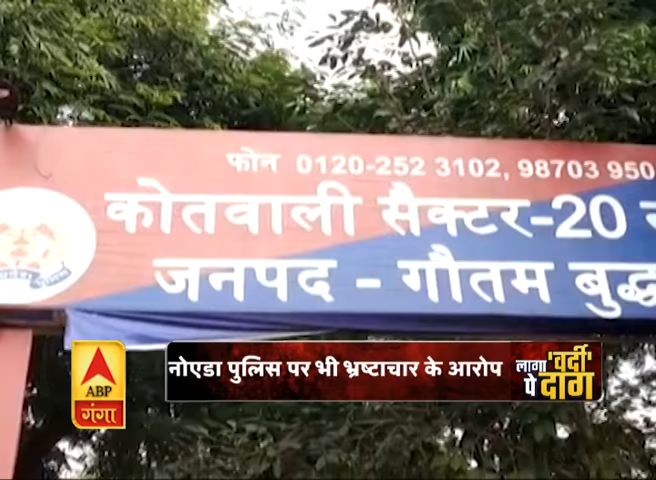 फोन 0120-252 3102, 98703 950
कोतवाली सैक्टर-20
जनपद - गौतम बुद्ध
नोएडा पुलिस पर भी भ्रष्टाचार के आरोप
लागा 'वर्दी'
पे दाग
ABP
गंगा